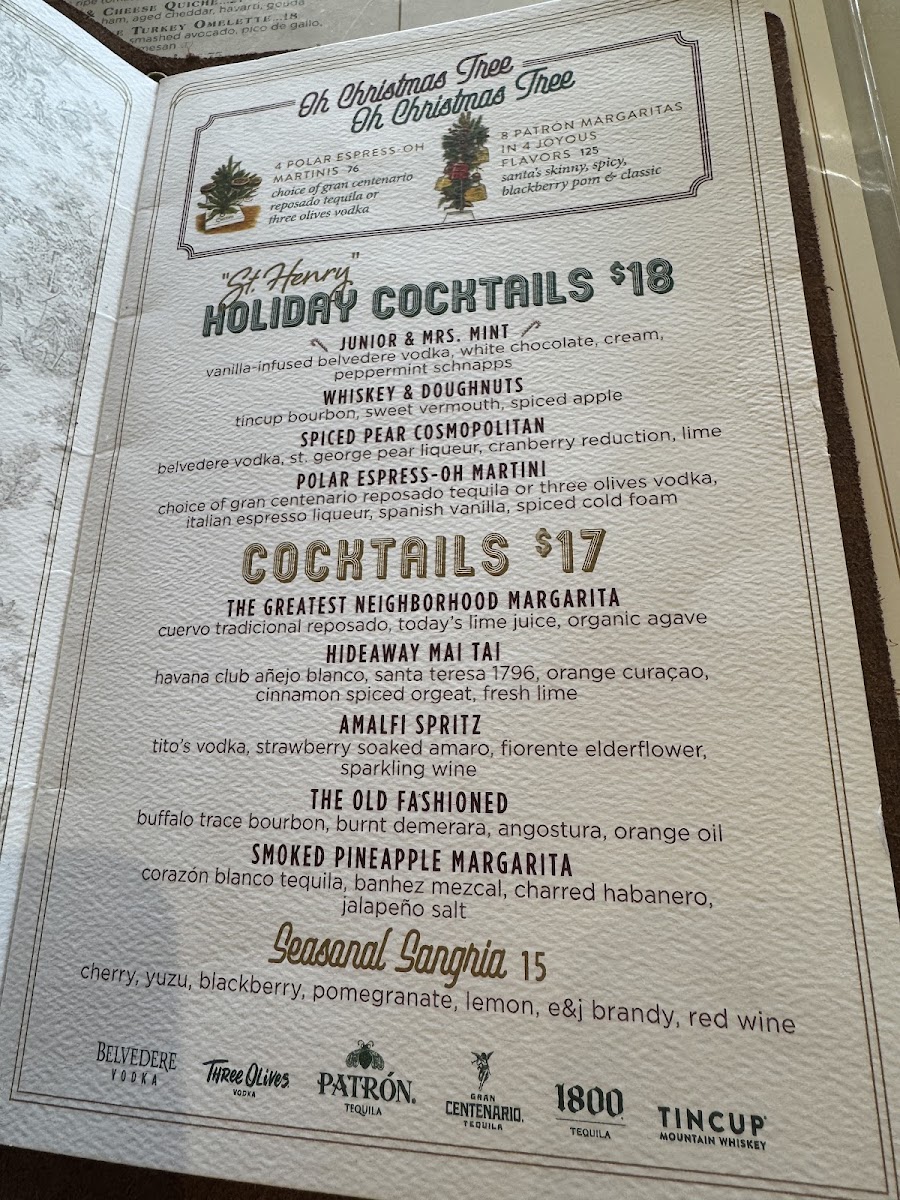 & CHEESE QUICHE
ham, aged cheddar, havarti, gouda
TURKEY OMELETTE...18
smashed avocado, pico de gallo,
Oh Christmas Tree
Oh Christmas Tree
4 POLAR ESPRESS-OH
MARTINIS 76
choice of gran centenario
reposado tequila or
three olives vodka
8 PATRÓN MARGARITAS
IN 4 JOYOUS
FLAVORS 125
santa's skinny, spicy,
blackberry pom & classic
"St. Henry"
HOLIDAY COCKTAILS $18
JUNIOR & MRS. MINT
vanilla-infused belvedere vodka, white chocolate, cream,
peppermint schnapps
WHISKEY & DOUGHNUTS
tincup bourbon, sweet vermouth, spiced apple
SPICED PEAR COSMOPOLITAN
belvedere vodka, st. george pear liqueur, cranberry reduction, lime
POLAR ESPRESS-OH MARTINI
choice of gran centenario reposado tequila or three olives vodka,
italian espresso liqueur, spanish vanilla, spiced cold foam
COCKTAILS $17
THE GREATEST NEIGHBORHOOD MARGARITA
cuervo tradicional reposado, today's lime juice, organic agave
HIDEAWAY MAI TAI
havana club añejo blanco, santa teresa 1796, orange curaçao,
cinnamon spiced orgeat, fresh lime
AMALFI SPRITZ
tito's vodka, strawberry soaked amaro, fiorente elderflower,
sparkling wine
THE OLD FASHIONED
buffalo trace bourbon, burnt demerara, angostura, orange oil
SMOKED PINEAPPLE MARGARITA
corazón blanco tequila, banhez mezcal, charred habanero,
jalapeño salt
Seasonal Sangria 15
cherry, yuzu, blackberry, pomegranate, lemon, e&j brandy, red wine
BELVEDERE
VODKA
THREE OLIVES
VODKA
PATRÓN
TEQUILA
GRAN
CENTENARIO
TEQUILA
1800
TEQUILA
TINCUP
MOUNTAIN WHISKEY